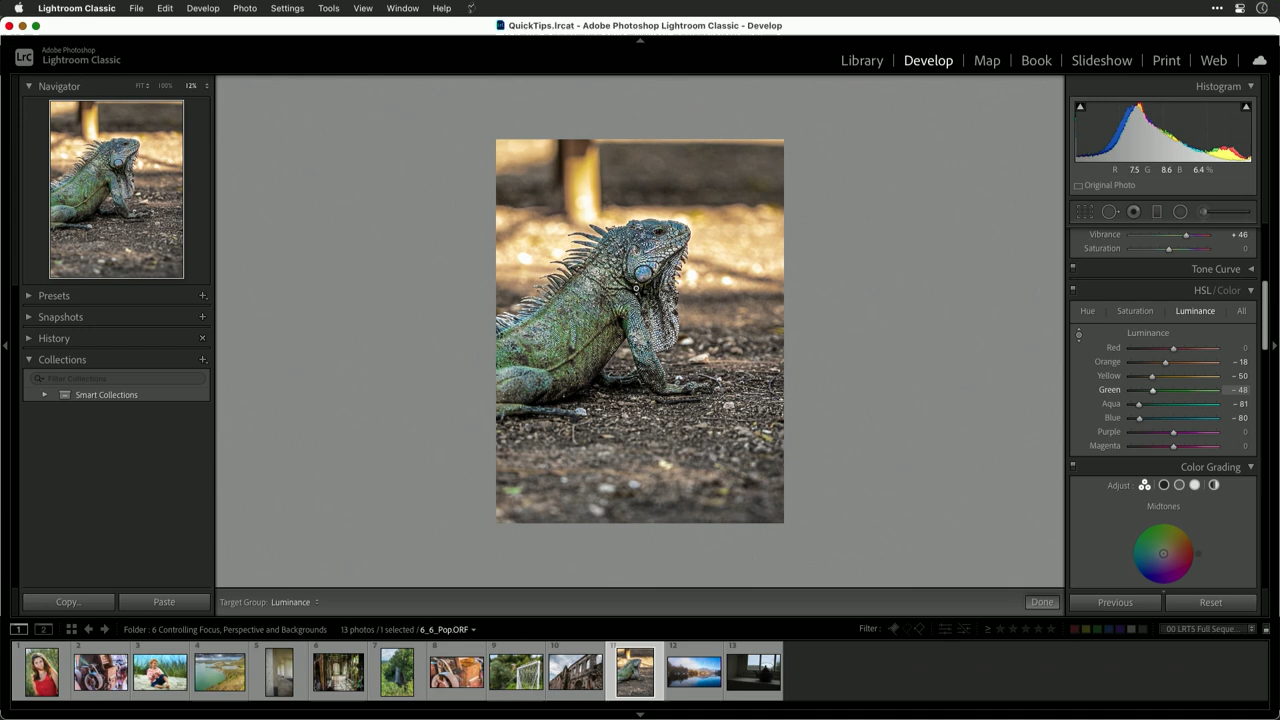 Lightroom Classic File Edit Develop Photo Settings Tools View Window Help
QuickTips.lrcat - Adobe Photoshop Lightroom Classic - Develop
Lrc Adobe Photoshop
Lightroom Classic
Library Develop Map Book Slideshow Print Web
Navigator FIT 100% 12%
Presets
Snapshots
History
Collections
Filter Collections
Smart Collections
Copy... Paste
Target Group: Luminance Done
Histogram
R 7.5 G 8.6 B 6.4 %
Original Photo
Vibrance + 46
Saturation 0
Tone Curve
HSL / Color
Hue Saturation Luminance All
Luminance
Red 0
Orange - 18
Yellow - 50
Green - 48
Aqua - 81
Blue - 80
Purple 0
Magenta 0
Color Grading
Adjust :
Midtones
Previous Reset
1 2 Folder : 6 Controlling Focus, Perspective and Backgrounds 13 photos / 1 selected / 6_6_Pop.ORF Filter : 00 LRTS Full Seque...
1 2 3 4 5 6 7 8 9 10 11 12 13